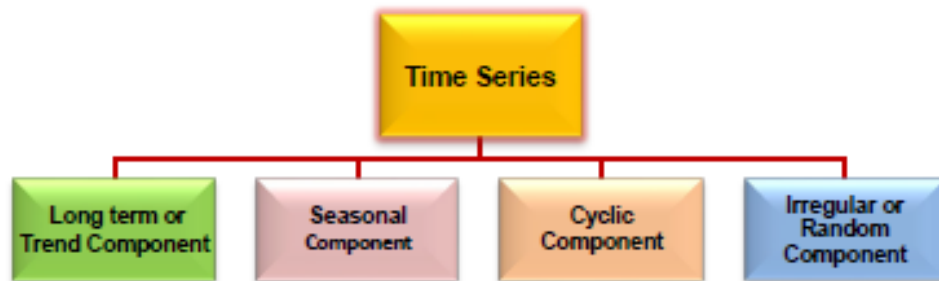 Time Series
Long term or
Trend Component
Seasonal
Component
Cyclic
Component
Irregular or
Random
Component